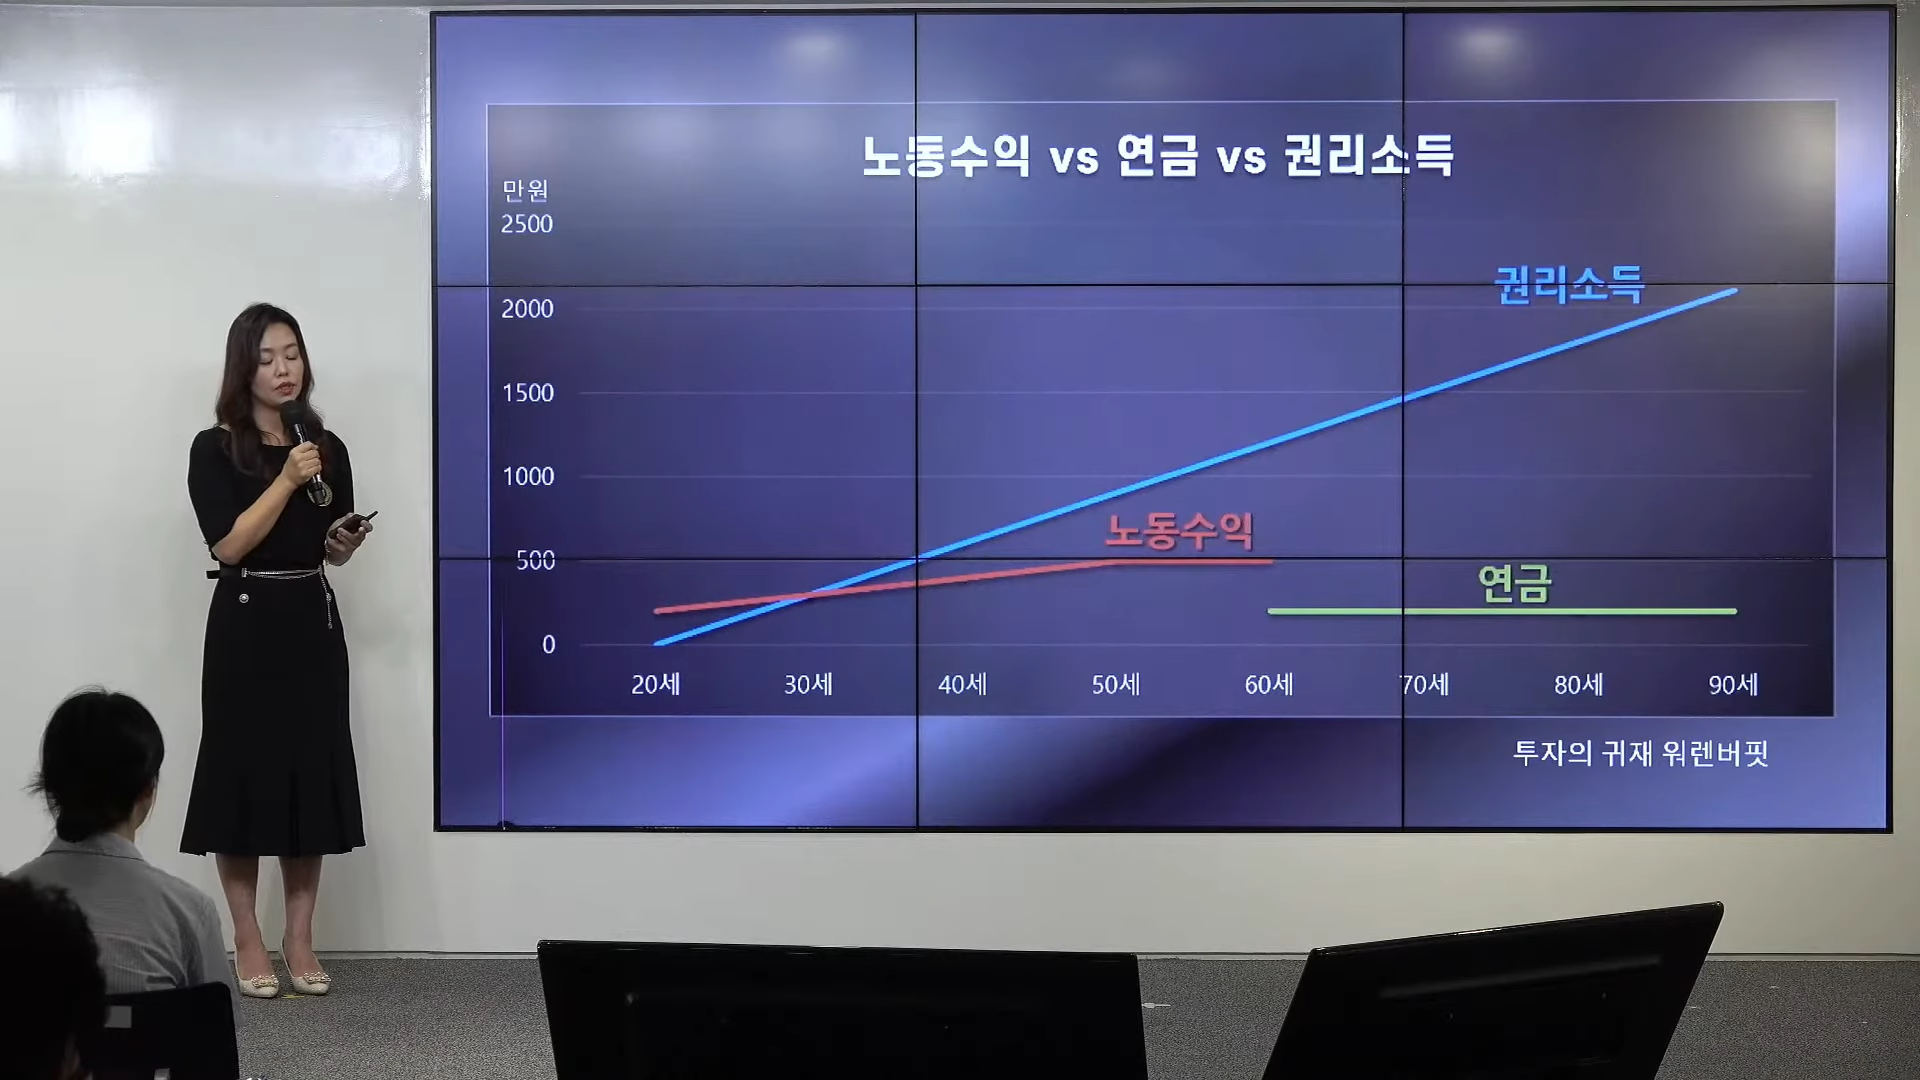 노동수익 vs 연금 vs 권리소득
만원
2500
권리소득
2000
1500
1000
노동수익
500
연금
0
20세 30세 40세 50세 60세 70세 80세 90세
투자의 귀재 워렌버핏